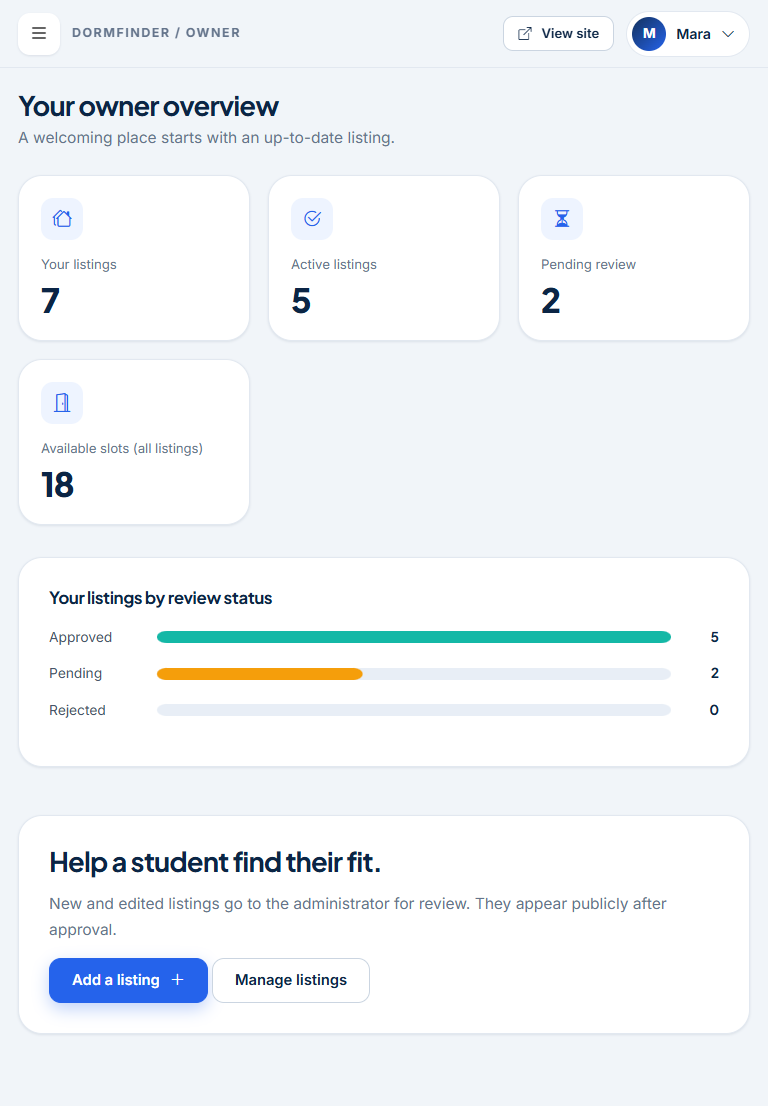 DORMFINDER / OWNER
View site
M
Mara
Your owner overview
A welcoming place starts with an up-to-date listing.
Your listings
7
Active listings
5
Pending review
2
Available slots (all listings)
18
Your listings by review status
Approved 5
Pending 2
Rejected 0
Help a student find their fit.
New and edited listings go to the administrator for review. They appear publicly after
approval.
Add a listing +
Manage listings